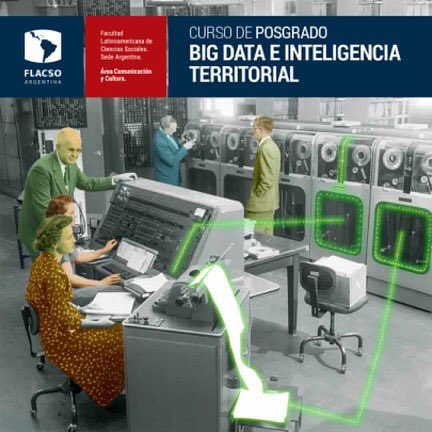 FLACSO
ARGENTINA
Facultad
Latinoamericana de
Ciencias Sociales.
Sede Argentina.
Área Comunicación
y Cultura.
CURSO DE POSGRADO
BIG DATA E INTELIGENCIA
TERRITORIAL